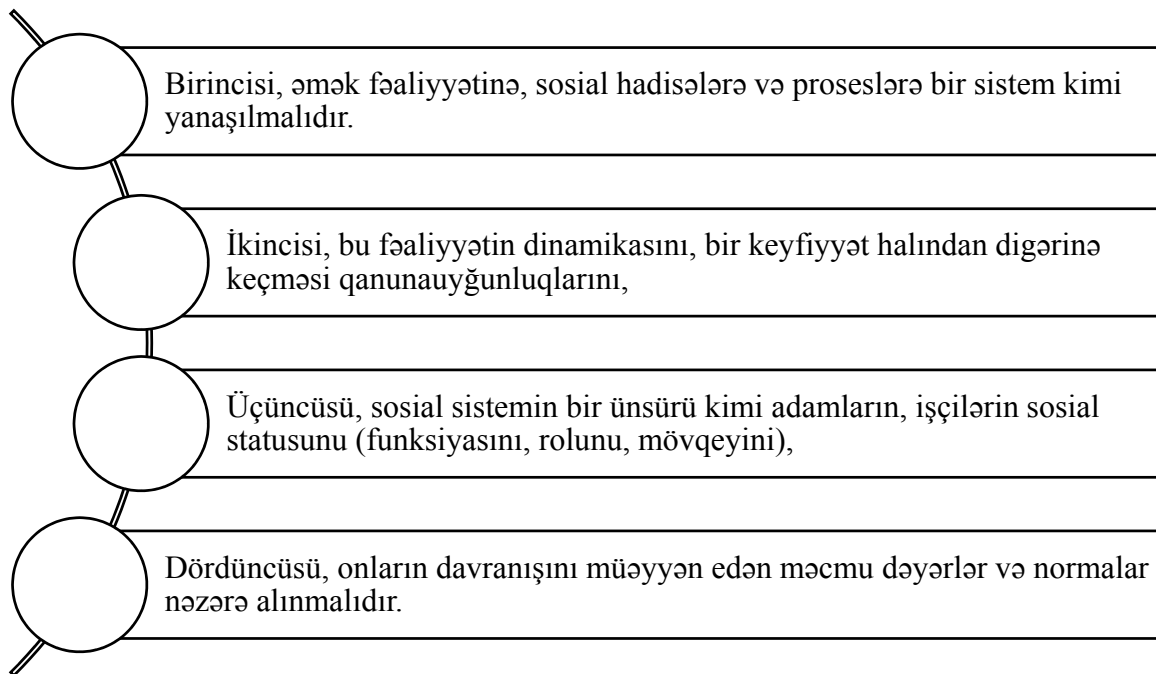 Birincisi, əmək fəaliyyətinə, sosial hadisələrə və proseslərə bir sistem kimi
yanaşılmalıdır.
İkincisi, bu fəaliyyətin dinamikasını, bir keyfiyyət halından digərinə
keçməsi qanunauyğunluqlarını,
Üçüncüsü, sosial sistemin bir ünsürü kimi adamların, işçilərin sosial
statusunu (funksiyasını, rolunu, mövqeyini),
Dördüncüsü, onların davranışını müəyyən edən məcmu dəyərlər və normalar
nəzərə alınmalıdır.